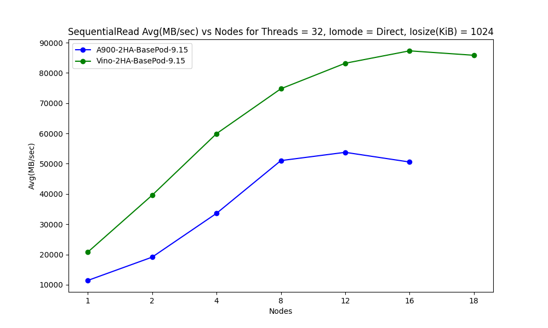 SequentialRead Avg(MB/sec) vs Nodes for Threads = 32, Iomode = Direct, Iosize(KiB) = 1024
A900-2HA-BasePod-9.15
Vino-2HA-BasePod-9.15
90000
80000
70000
60000
50000
40000
30000
20000
10000
Avg(MB/sec)
1 2 4 8 12 16 18
Nodes